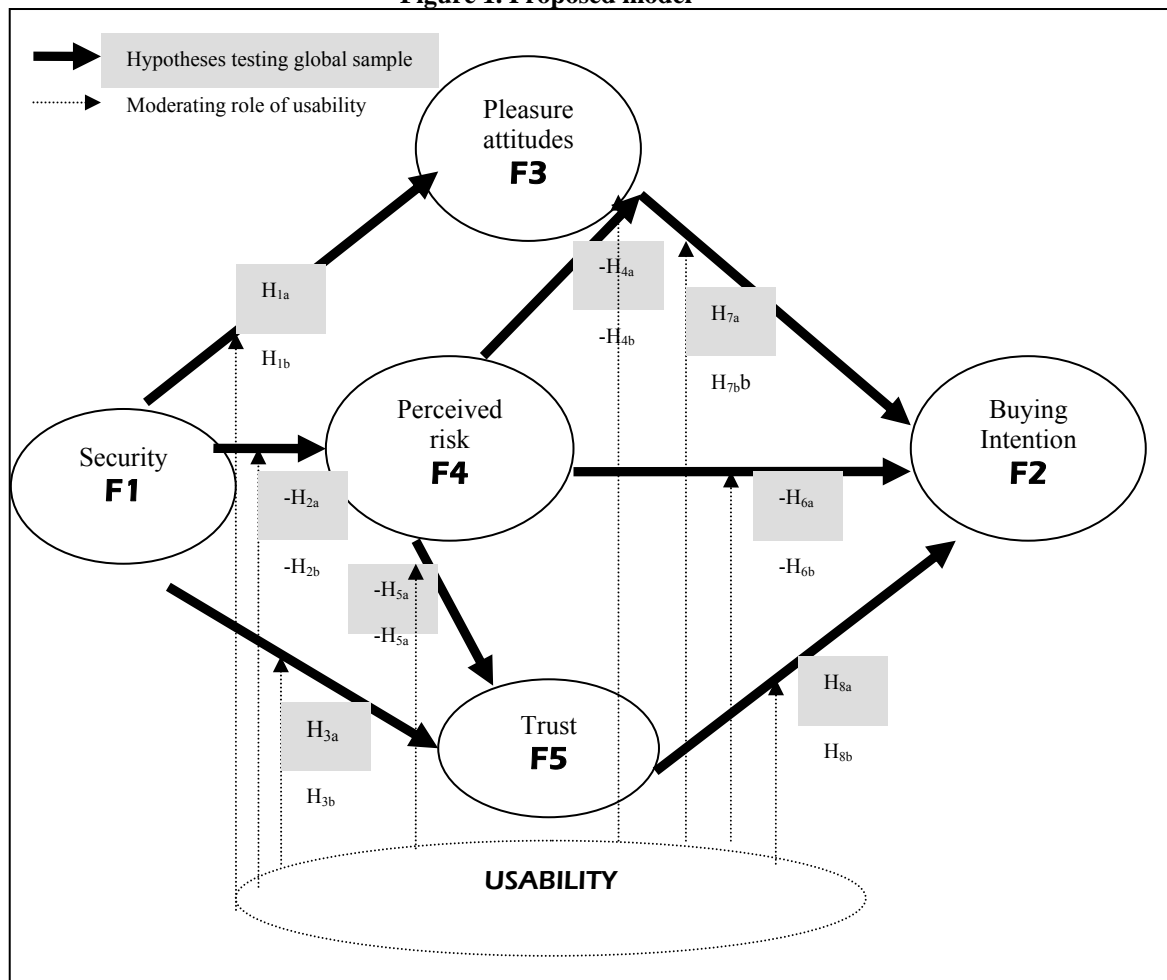 Figure 1. Proposed model
Hypotheses testing global sample
Moderating role of usability
Pleasure
attitudes
F3
-H4a
-H4b
H1a
H1b
H7a
H7bb
Perceived
risk
F4
Buying
Intention
F2
Security
F1
-H2a
-H2b
-H6a
-H6b
-H5a
-H5a
H3a
H3b
Trust
F5
H8a
H8b
USABILITY